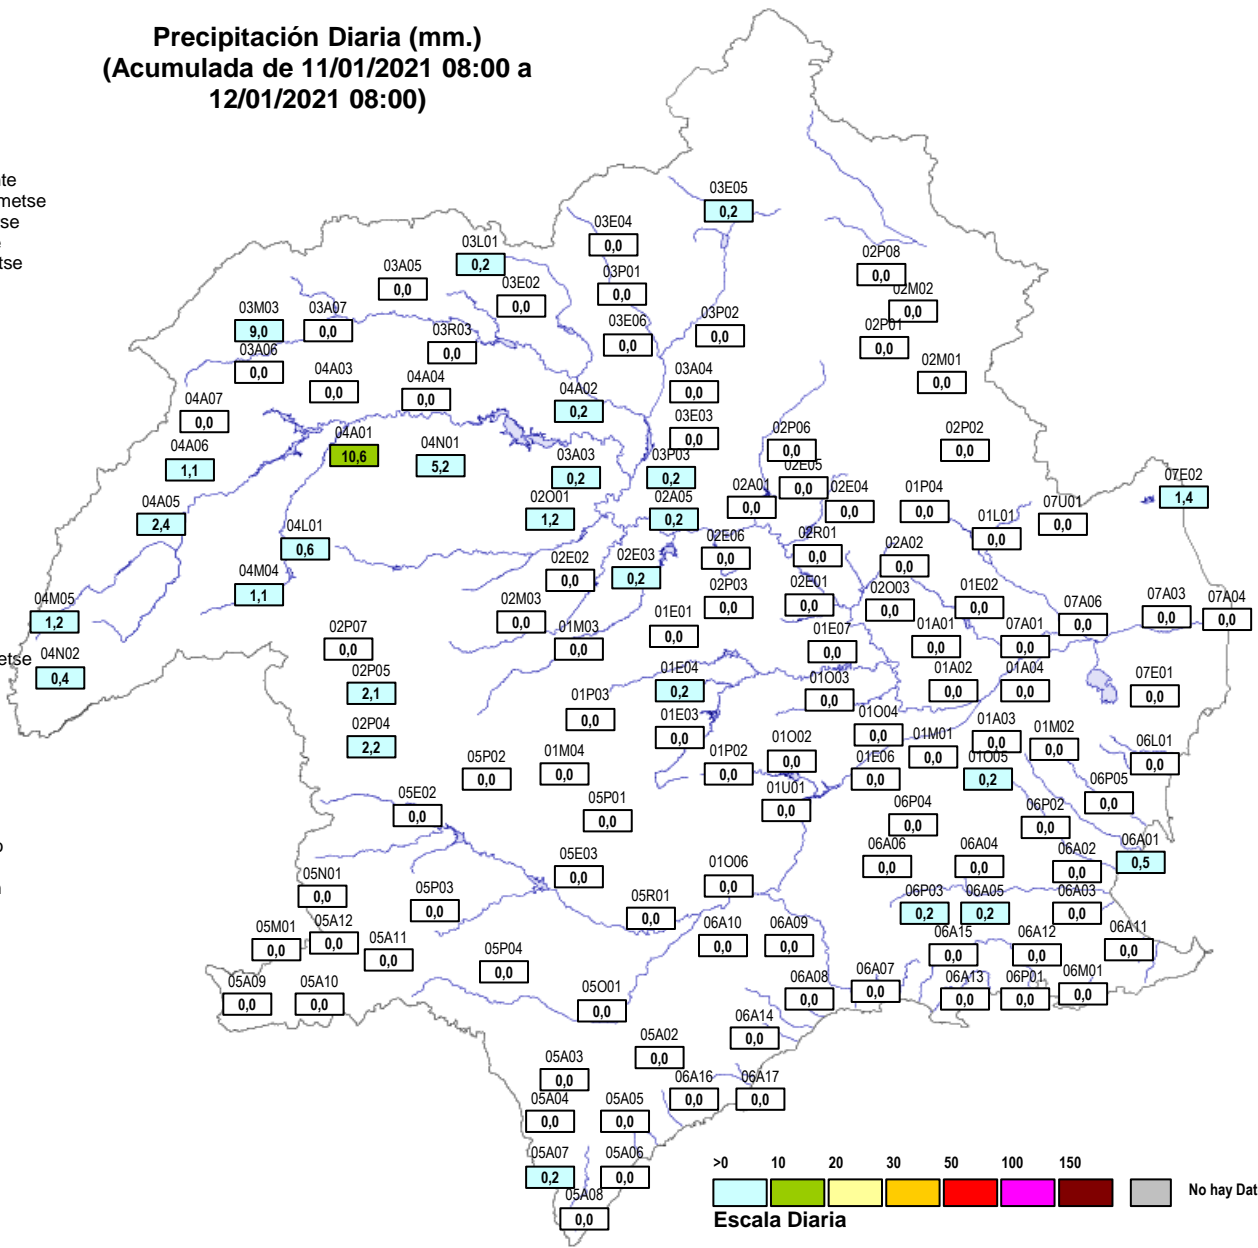 Precipitación Diaria (mm.)
(Acumulada de 11/01/2021 08:00 a
12/01/2021 08:00)
nte
metse
se
e
tse
03E05
0,2
03E04
0,0
03L01
0,2
02P08
0,0
03A05
0,0
03P01
0,0
03E02
0,0
02M02
0,0
03M03
9,0
03A07
0,0
03P02
0,0
03E06
0,0
02P01
0,0
03R03
0,0
03A06
0,0
02M01
0,0
04A03
0,0
04A04
0,0
03A04
0,0
04A02
0,2
04A07
0,0
03E03
0,0
04A01
10,6
02P06
0,0
02P02
0,0
04A06
1,1
04N01
5,2
03A03
0,2
03P03
0,2
02E05
0,0
07E02
1,4
02A01
0,0
02E04
0,0
01P04
0,0
04A05
2,4
02O01
1,2
02A05
0,2
07U01
0,0
01L01
0,0
04L01
0,6
02E06
0,0
02R01
0,0
02A02
0,0
02E02
0,0
02E03
0,2
04M04
1,1
02P03
0,0
02E01
0,0
02O03
0,0
01E02
0,0
07A03
0,0
07A04
0,0
04M05
1,2
02M03
0,0
07A06
0,0
01E01
0,0
02P07
0,0
01M03
0,0
01E07
0,0
01A01
0,0
07A01
0,0
etse
04N02
0,4
02P05
2,1
01E04
0,2
01O03
0,0
01A02
0,0
01A04
0,0
07E01
0,0
01P03
0,0
01E03
0,0
01O04
0,0
01A03
0,0
02P04
2,2
01M01
0,0
01M02
0,0
05P02
0,0
01M04
0,0
01P02
0,0
01O02
0,0
01E06
0,0
01O05
0,2
06L01
0,0
05E02
0,0
05P01
0,0
01U01
0,0
06P04
0,0
06P02
0,0
06P05
0,0
o
05E03
0,0
06A06
0,0
06A04
0,0
06A02
0,0
06A01
0,5
05N01
0,0
01O06
0,0
05P03
0,0
05R01
0,0
06P03
0,2
06A05
0,2
06A03
0,0
05M01
0,0
05A12
0,0
05A11
0,0
06A10
0,0
06A09
0,0
06A15
0,0
06A12
0,0
06A11
0,0
05P04
0,0
05A09
0,0
05A10
0,0
05O01
0,0
06A08
0,0
06A07
0,0
06A13
0,0
06P01
0,0
06M01
0,0
06A14
0,0
05A02
0,0
05A03
0,0
06A16
0,0
06A17
0,0
05A04
0,0
05A05
0,0
05A07
0,2
05A06
0,0
05A08
0,0
>0 10 20 30 50 100 150
No hay Dat
Escala Diaria